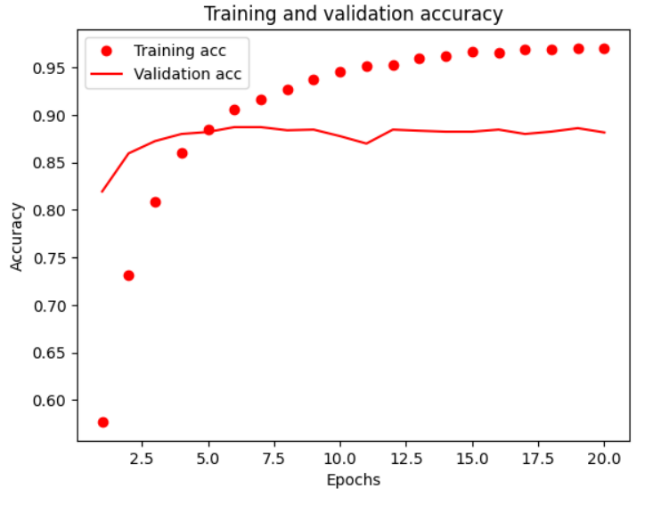 Training and validation accuracy
Training acc
Validation acc
0.95
0.90
0.85
0.80
0.75
0.70
0.65
0.60
Accuracy
2.5 5.0 7.5 10.0 12.5 15.0 17.5 20.0
Epochs